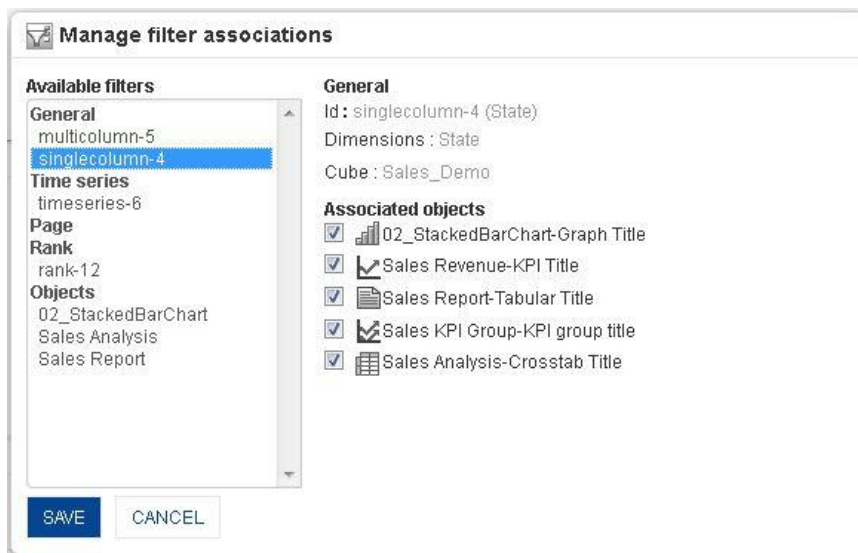 Manage filter associations
Available filters
General
multicolumn-5
singlecolumn-4
Time series
timeseries-6
Page
Rank
rank-12
Objects
02_StackedBarChart
Sales Analysis
Sales Report
General
Id : singlecolumn-4 (State)
Dimensions : State
Cube : Sales_Demo
Associated objects
02_StackedBarChart-Graph Title
Sales Revenue-KPI Title
Sales Report-Tabular Title
Sales KPI Group-KPI group title
Sales Analysis-Crosstab Title
SAVE
CANCEL